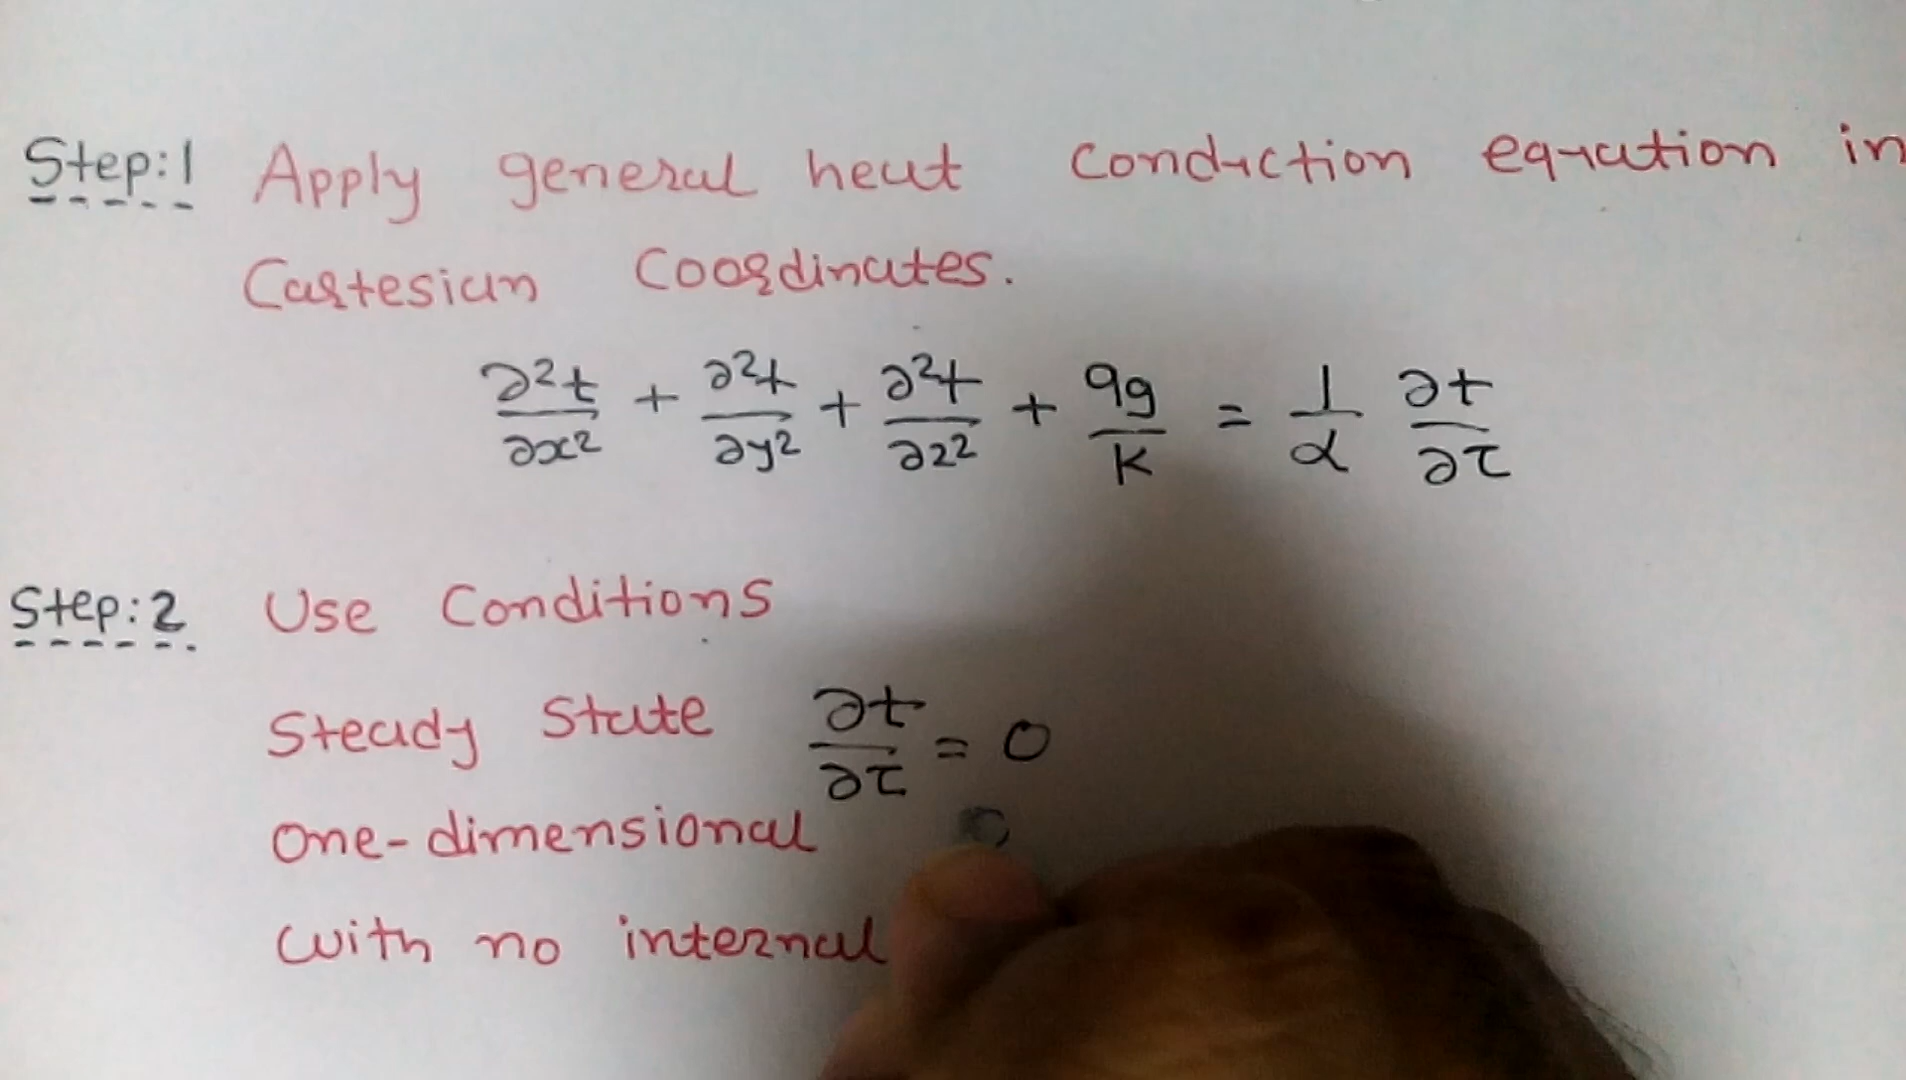 Step:1 Apply general heat conduction equation in
Cartesian Coordinates.
∂²t/∂x² + ∂²t/∂y² + ∂²t/∂z² + qg/K = 1/α ∂t/∂τ
Step:2 Use Conditions
Steady State ∂t/∂τ = 0
One-dimensional
With no internal